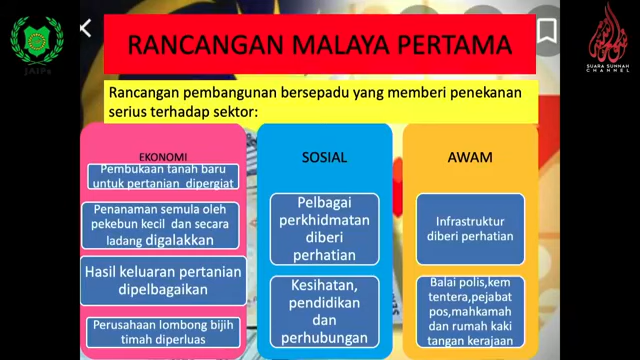 RANCANGAN MALAYA PERTAMA
Rancangan pembangunan bersepadu yang memberi penekanan
serius terhadap sektor:
EKONOMI
Pembukaan tanah baru
untuk pertanian dipergiat
Penanaman semula oleh
pekebun kecil dan secara
ladang digalakkan
Hasil keluaran pertanian
dipelbagaikan
Perusahaan lombong bijih
timah diperluas
SOSIAL
Pelbagai
perkhidmatan
diberi
perhatian
Kesihatan,
pendidikan
dan
perhubungan
AWAM
Infrastruktur
diberi perhatian
Balai polis,kem
tentera,pejabat
pos,mahkamah
dan rumah kaki
tangan kerajaan
JAIPs
SUARA SUNNAH
CHANNEL